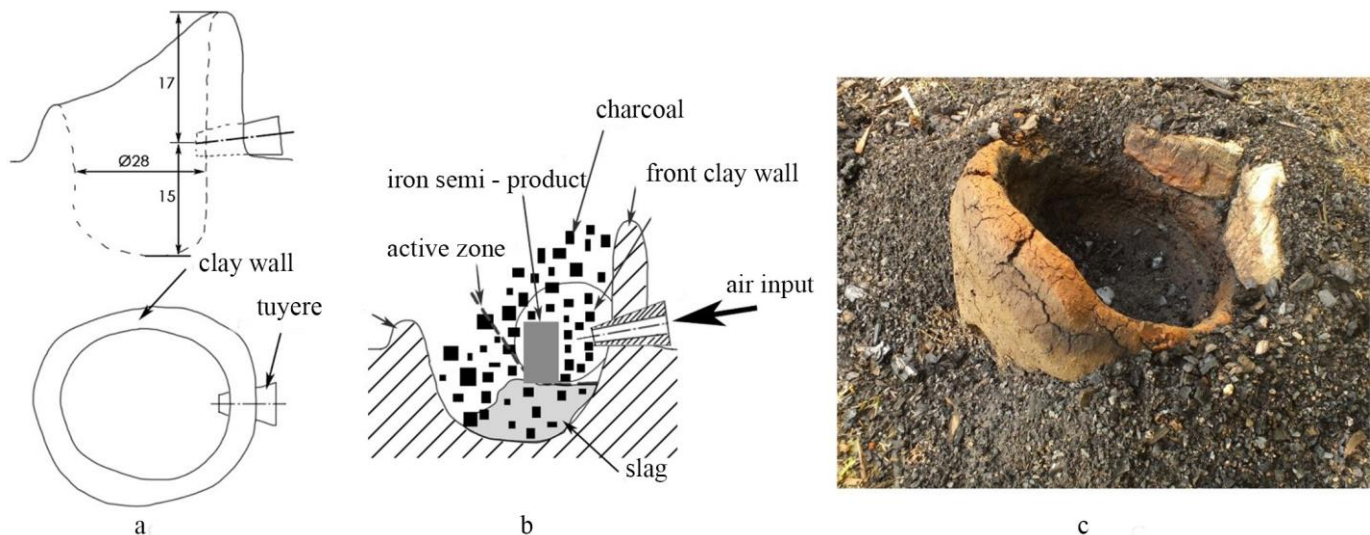 17
Ø28
15
clay wall
tuyere
a
charcoal
iron semi - product
front clay wall
active zone
air input
slag
b
c